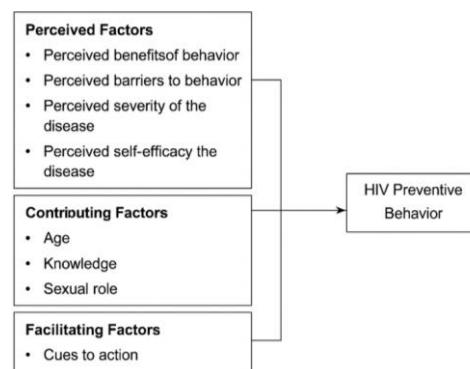 Perceived Factors
• Perceived benefitsof behavior
• Perceived barriers to behavior
• Perceived severity of the
disease
• Perceived self-efficacy the
disease
HIV Preventive
Behavior
Contributing Factors
• Age
• Knowledge
• Sexual role
Facilitating Factors
• Cues to action